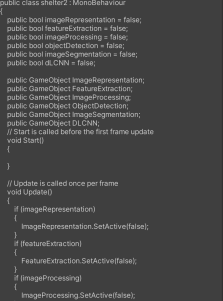 public class shelter2 : MonoBehaviour
{
public bool imageRepresentation = false;
public bool featureExtraction = false;
public bool imageProcessing = false;
public bool objectDetection = false;
public bool imageSegmentation = false;
public bool dLCNN = false;
public GameObject ImageRepresentation;
public GameObject FeatureExtraction;
public GameObject ImageProcessing;
public GameObject ObjectDetection;
public GameObject ImageSegmentation;
public GameObject DLCNN;
// Start is called before the first frame update
void Start()
{
}
// Update is called once per frame
void Update()
{
if (imageRepresentation)
{
ImageRepresentation.SetActive(false);
}
if (featureExtraction)
{
FeatureExtraction.SetActive(false);
}
if (imageProcessing)
{
ImageProcessing.SetActive(false);